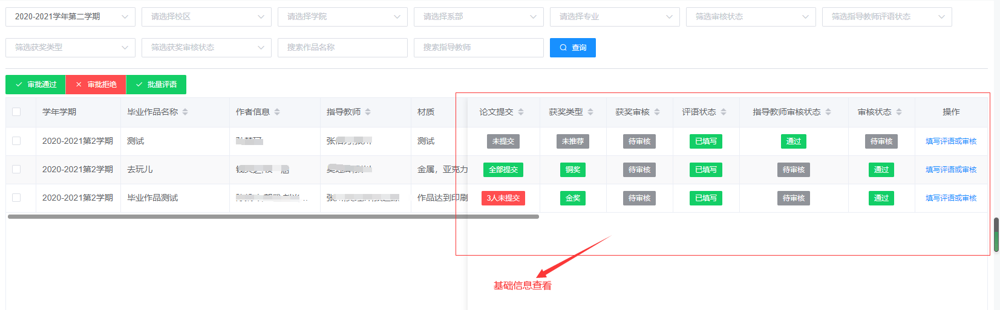 2020-2021学年第二学期 请选择校区 请选择学院 请选择系部 请选择专业 筛选审核状态 筛选指导教师评语状态
筛选获奖类型 筛选获奖审核状态 搜索作品名称 搜索指导教师 查询
审批通过 审批拒绝 批量评语
学年学期 毕业作品名称 作者信息 指导教师 材质 论文提交 获奖类型 获奖审核 评语状态 指导教师审核状态 审核状态 操作
2020-2021第2学期 测试 张 测试 未提交 未推荐 待审核 已填写 通过 待审核 填写评语或审核
2020-2021第2学期 去玩儿 金属，亚克力 全部提交 铜奖 待审核 已填写 待审核 通过 填写评语或审核
2020-2021第2学期 毕业作品测试 张 作品达到印刷 3人未提交 金奖 待审核 已填写 待审核 通过 填写评语或审核
基础信息查看